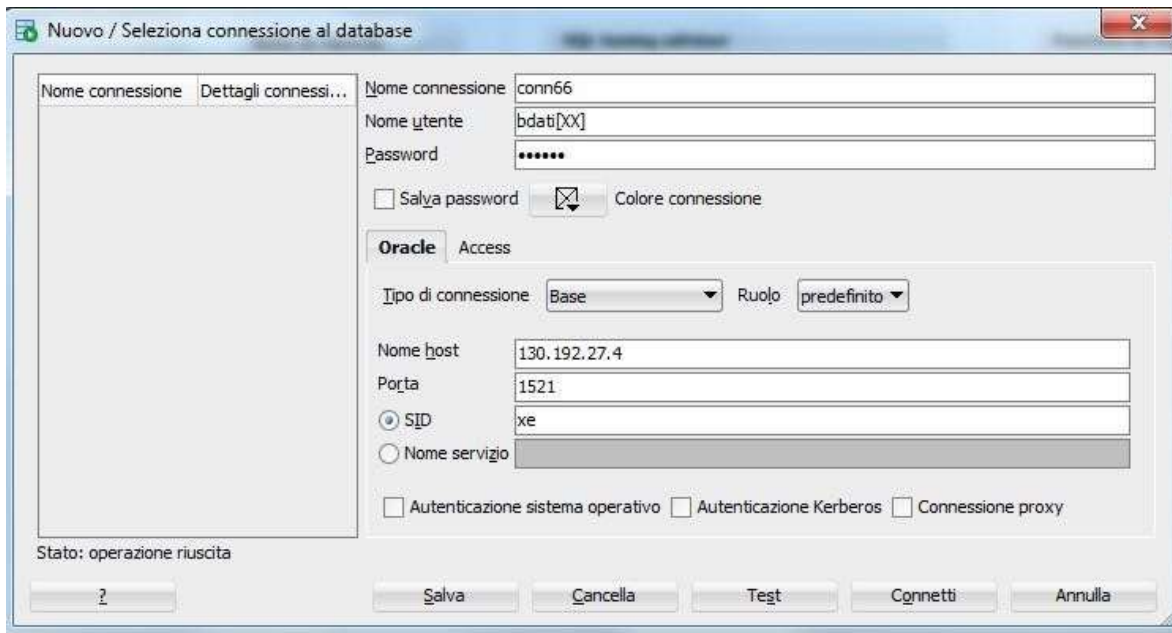 Nuovo / Seleziona connessione al database
Nome connessione Dettagli connessi...
Nome connessione conn66
Nome utente bdati[XX]
Password ••••••
Salva password Colore connessione
Oracle Access
Tipo di connessione Base Ruolo predefinito
Nome host 130.192.27.4
Porta 1521
SID xe
Nome servizio
Autenticazione sistema operativo Autenticazione Kerberos Connessione proxy
Stato: operazione riuscita
? Salva Cancella Test Connetti Annulla